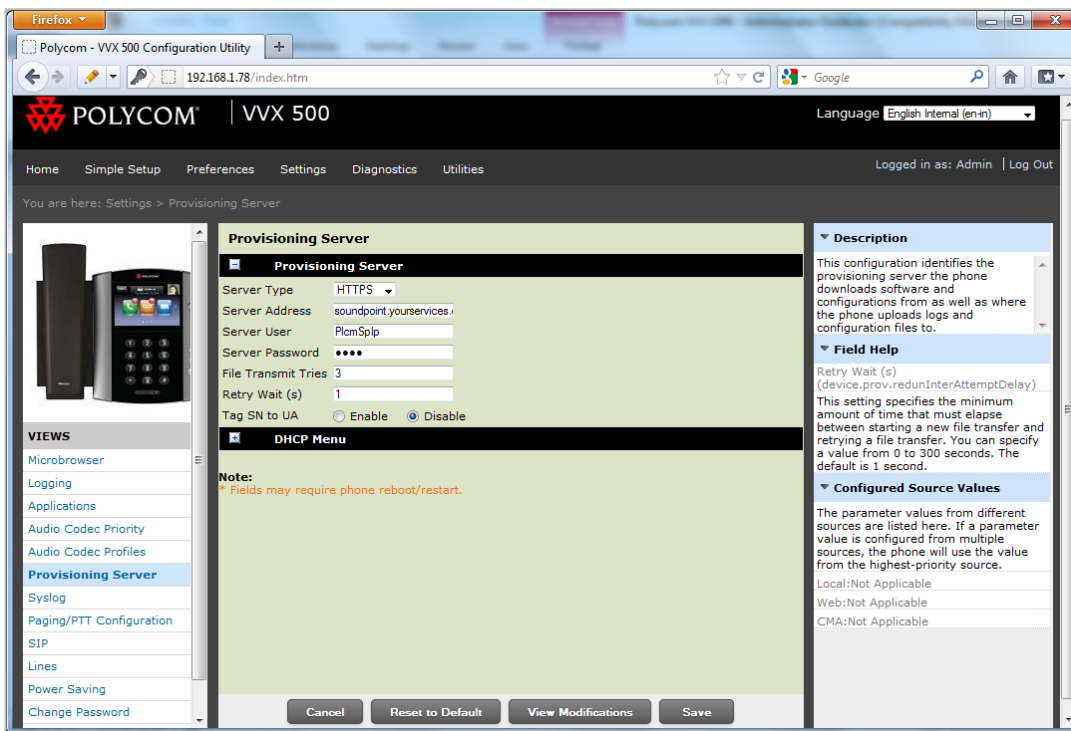 Firefox
Polycom - VVX 500 Configuration Utility
192.168.1.78/index.htm
Google
POLYCOM | VVX 500
Language English Internal (en-in)
Home Simple Setup Preferences Settings Diagnostics Utilities
Logged in as: Admin | Log Out
You are here: Settings > Provisioning Server
VIEWS
Microbrowser
Logging
Applications
Audio Codec Priority
Audio Codec Profiles
Provisioning Server
Syslog
Paging/PTT Configuration
SIP
Lines
Power Saving
Change Password
Provisioning Server
Provisioning Server
Server Type HTTPS
Server Address soundpoint.yourservices.
Server User PlcmSpIp
Server Password ••••
File Transmit Tries 3
Retry Wait (s) 1
Tag SN to UA Enable Disable
DHCP Menu
Note:
* Fields may require phone reboot/restart.
Cancel Reset to Default View Modifications Save
Description
This configuration identifies the
provisioning server the phone
downloads software and
configurations from as well as where
the phone uploads logs and
configuration files to.
Field Help
Retry Wait (s)
(device.prov.redunInterAttemptDelay)
This setting specifies the minimum
amount of time that must elapse
between starting a new file transfer and
retrying a file transfer. You can specify
a value from 0 to 300 seconds. The
default is 1 second.
Configured Source Values
The parameter values from different
sources are listed here. If a parameter
value is configured from multiple
sources, the phone will use the value
from the highest-priority source.
Local:Not Applicable
Web:Not Applicable
CMA:Not Applicable